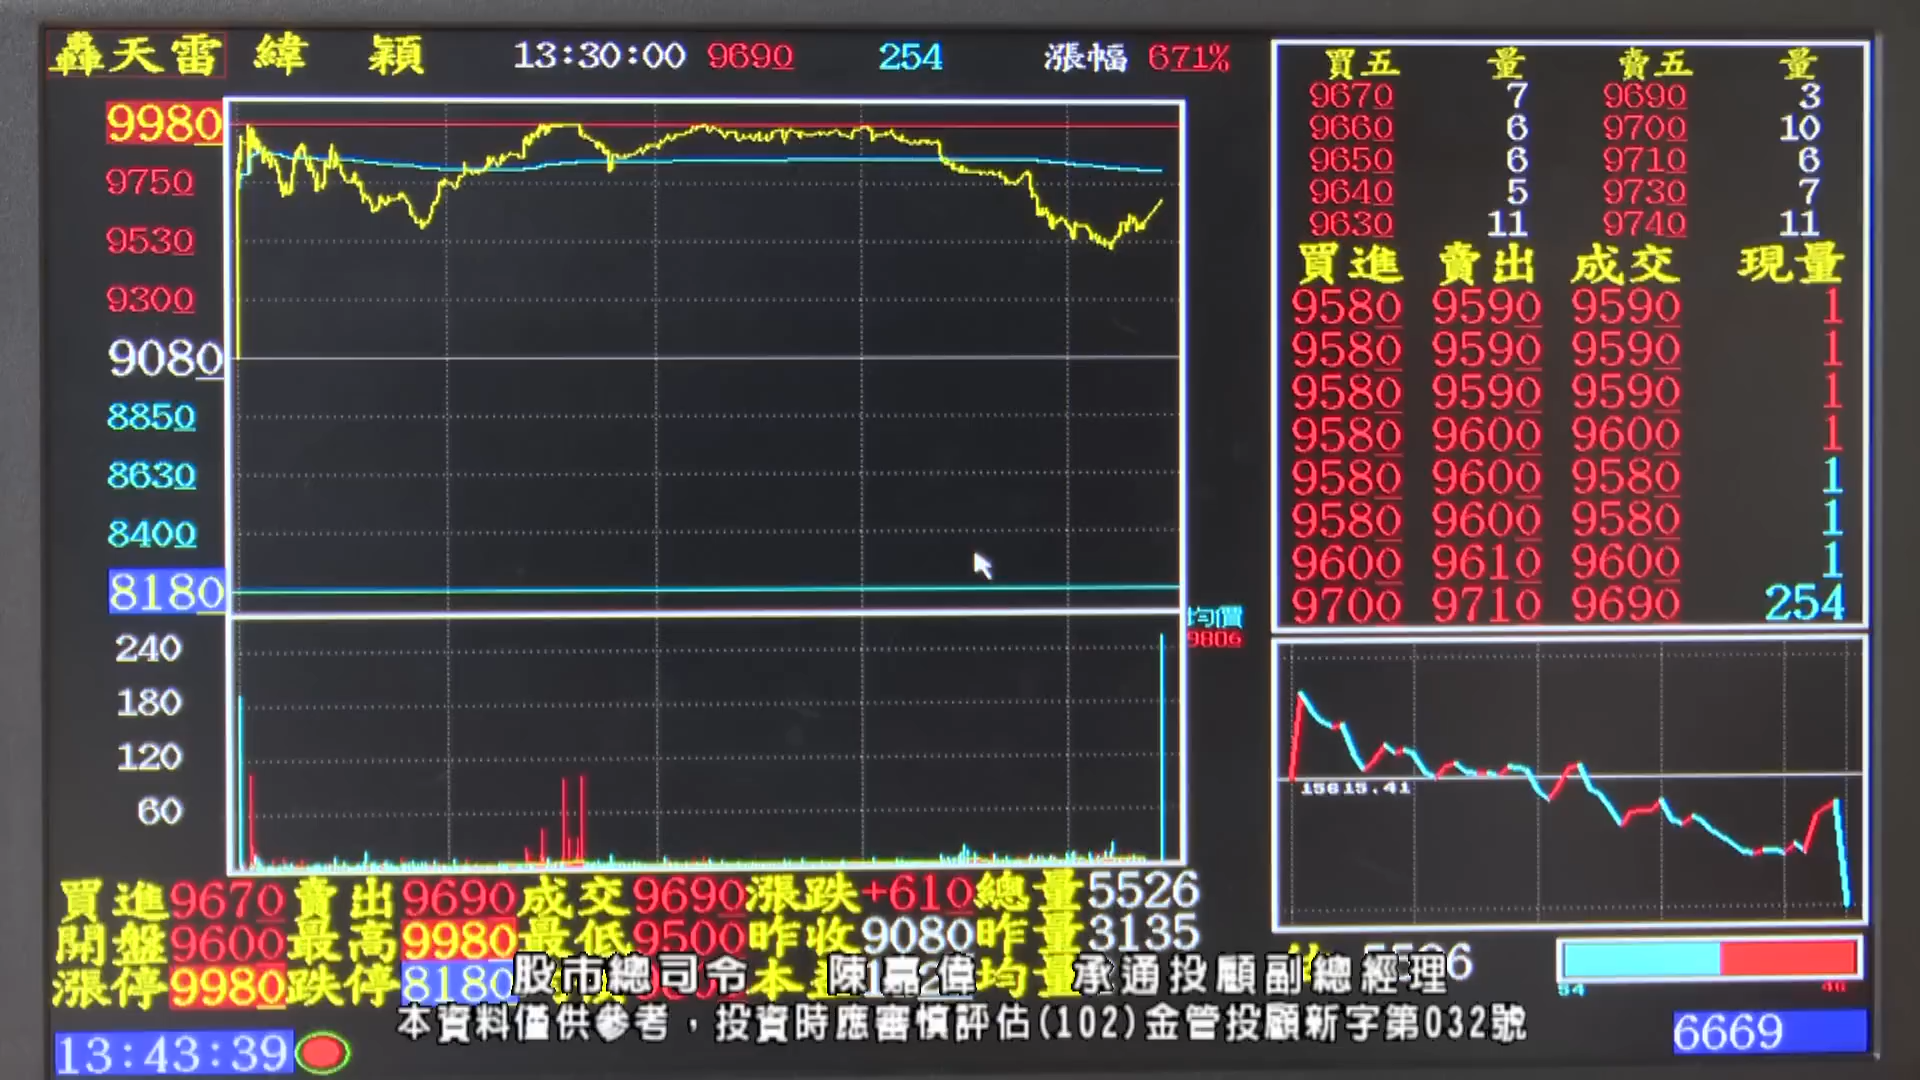 轟天雷 緯 穎 13:30:00 9690 254 漲幅 671%
9980
9750
9530
9300
9080
8850
8630
8400
8180
240
180
120
60
均價
9806
買五 量 賣五 量
9670 7 9690 3
9660 6 9700 10
9650 6 9710 6
9640 5 9730 7
9630 11 9740 11
買進 賣出 成交 現量
9580 9590 9590 1
9580 9590 9590 1
9580 9590 9590 1
9580 9600 9600 1
9580 9600 9580 1
9580 9600 9580 1
9600 9610 9600 1
9700 9710 9690 254
15615.41
買進9670賣出9690成交9690漲跌+610總量5526
開盤9600最高9980最低9500昨收9080昨量3135
漲停9980跌停8180
54 46
股市總司令 陳嘉偉 承通投顧副總經理
本資料僅供參考，投資時應審慎評估(102)金管投顧新字第032號
13:43:39
6669